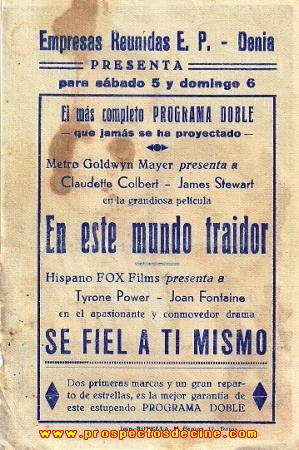 Empresas Reunidas E. P. - Denia
PRESENTA
para sábado 5 y domingo 6
El más completo PROGRAMA DOBLE
— que jamás se ha proyectado —
Metro Goldwyn Mayer presenta a
Claudette Colbert - James Stewart
en la grandiosa película
En este mundo traidor
Hispano FOX Films presenta a
Tyrone Power - Joan Fontaine
en el apasionante y conmovedor drama
SE FIEL A TI MISMO
Dos primeras marcas y un gran repar-
to de estrellas, es la mejor garantía de
este estupendo PROGRAMA DOBLE
Imp. BOTELLA,
www.prospectosdecine.com